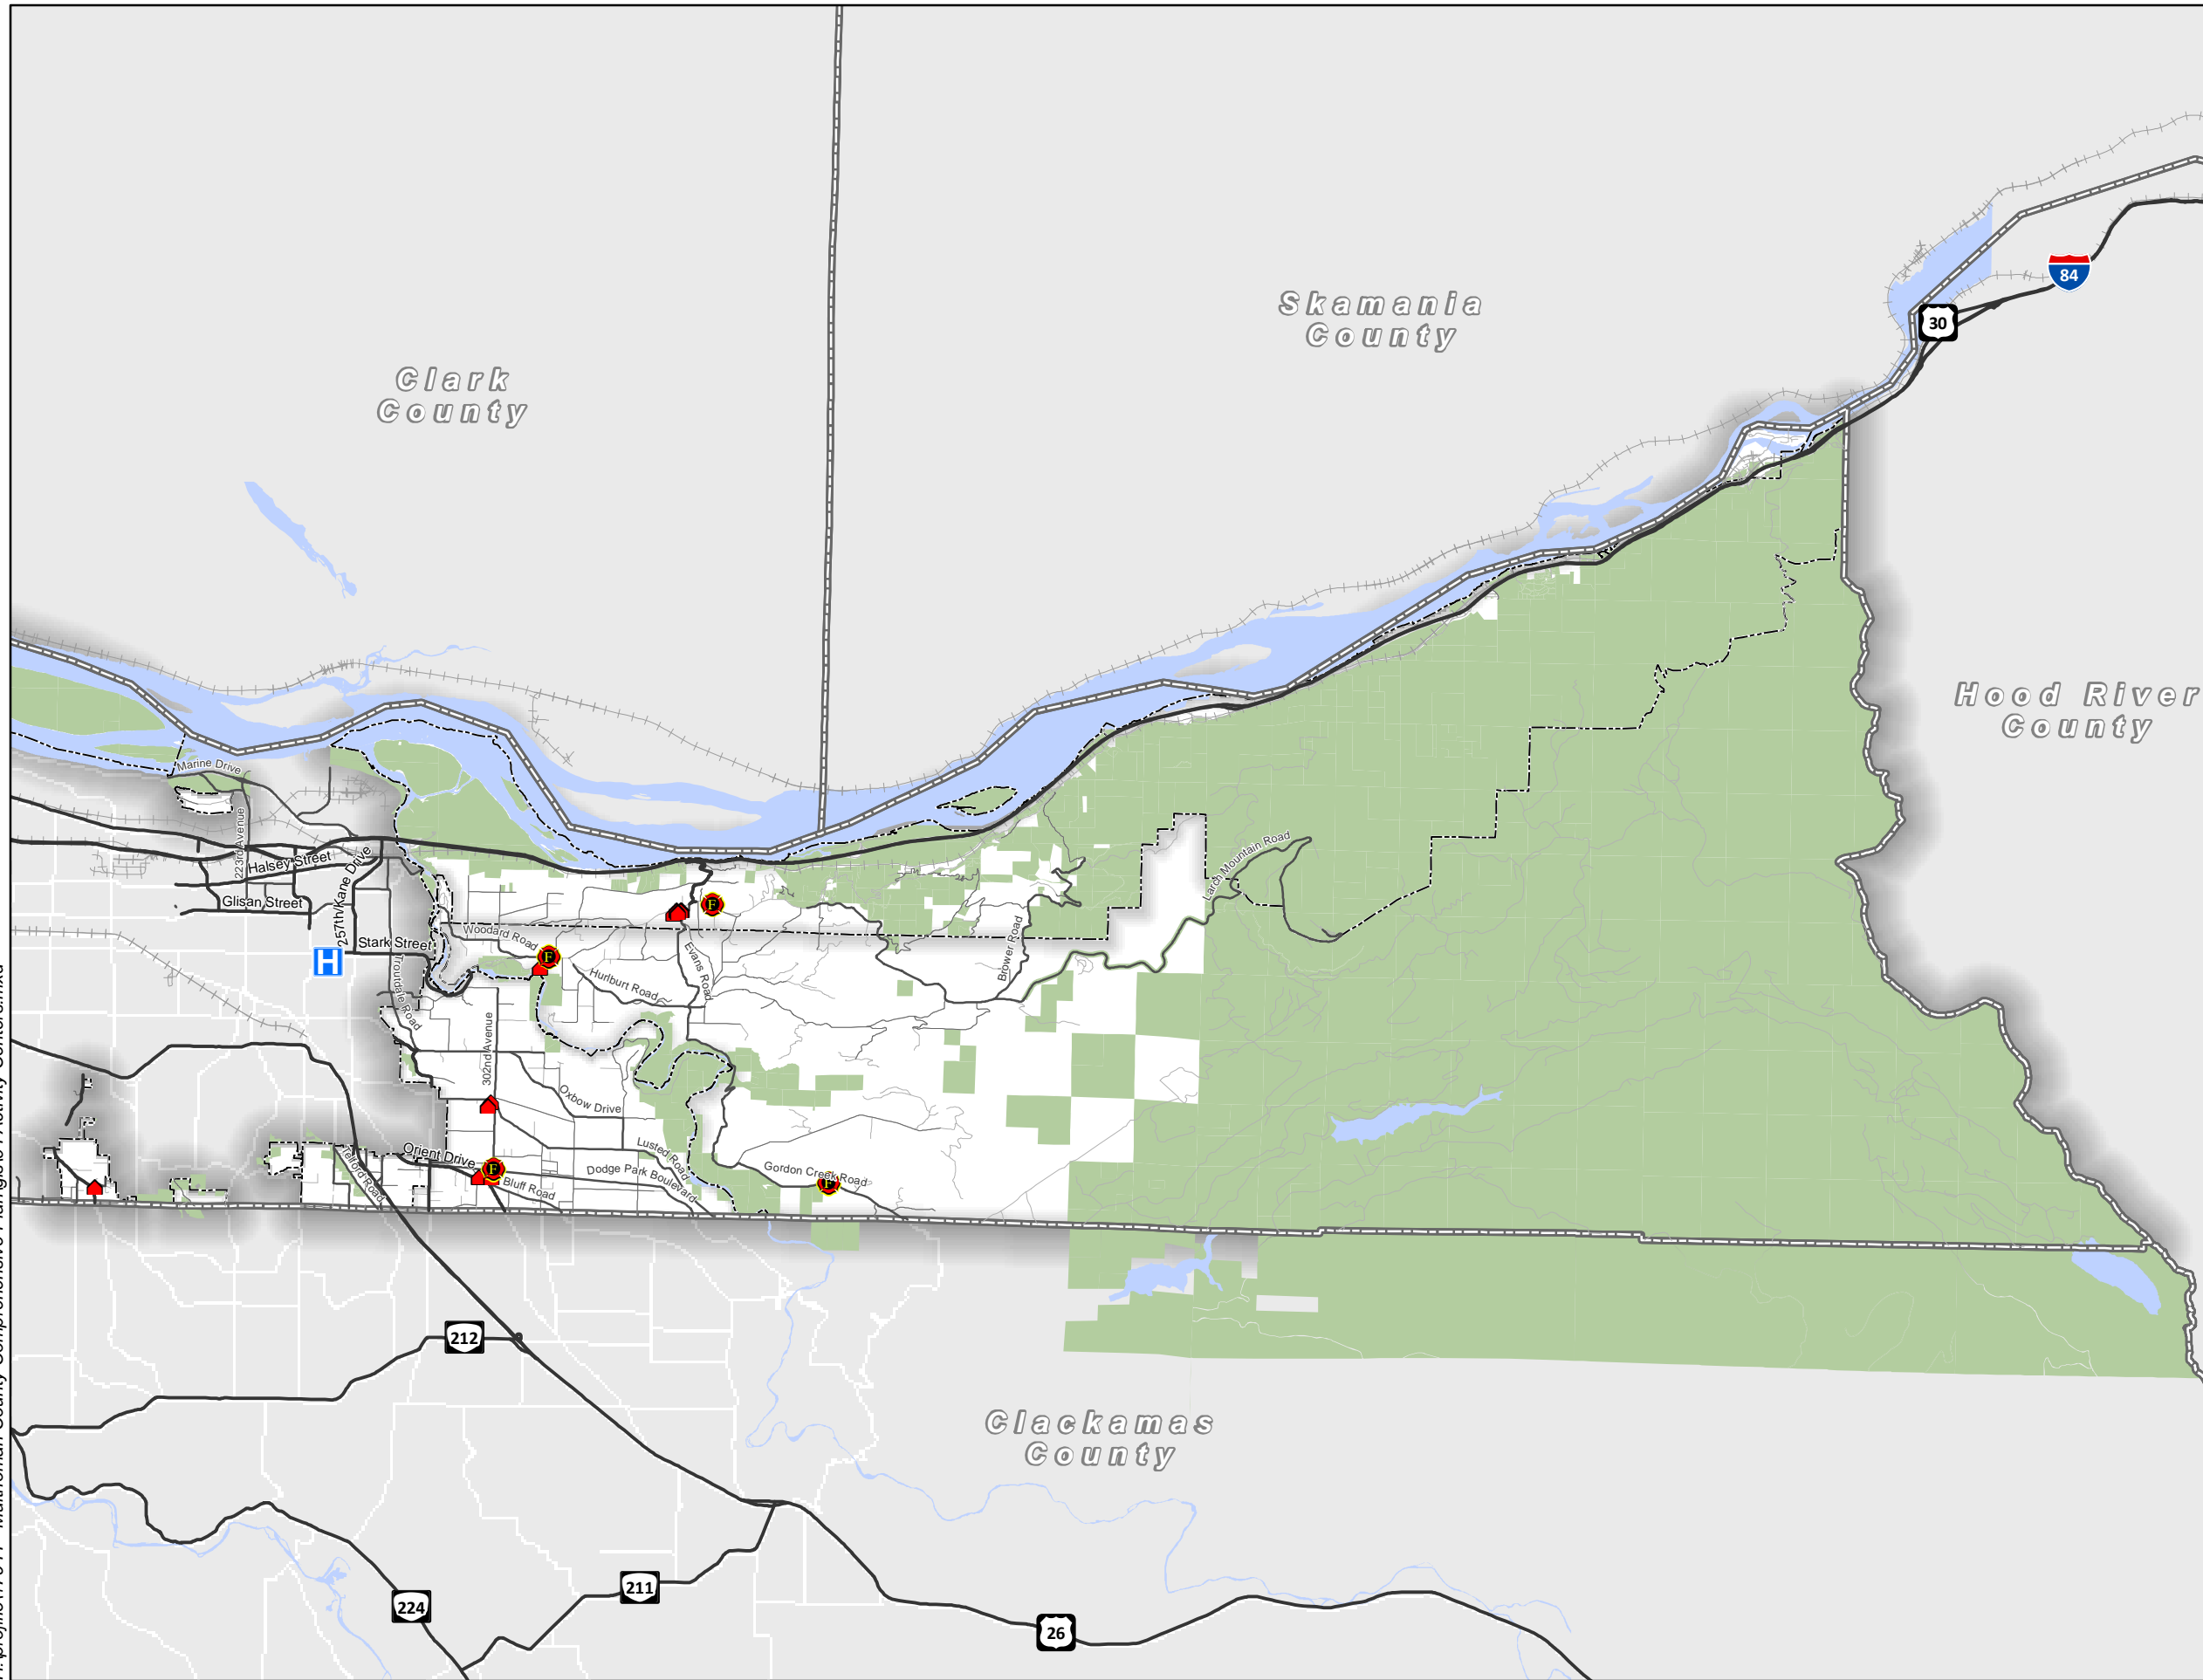 Skamania
County
Clark
County
84
30
Hood River
County
Marine Drive
223rd Avenue
Halsey Street
257th/Kane Drive
Glisan Street
Stark Street
H
Troutdale Road
Woodard Road
F
F
Evans Road
Hurlburt Road
Brower Road
Larch Mountain Road
302nd Avenue
Oxbow Drive
Lusted Road
Orient Drive
F
Bluff Road
Dodge Park Boulevard
Gordon Creek Road
F
Telford Road
212
Clackamas
County
211
224
26